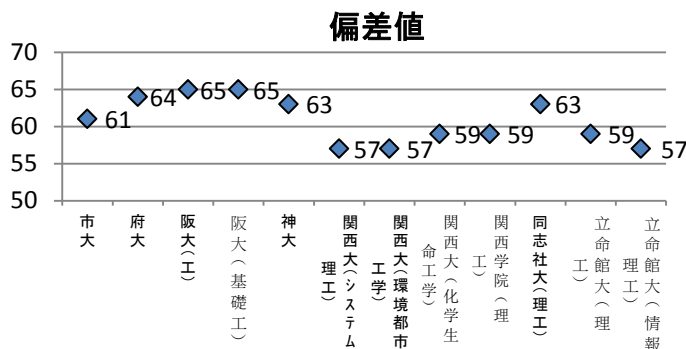 偏差値
70
65
60
55
50
61
64
65
65
63
57
57
59
59
63
59
57
市大
府大
阪大(工)
阪大(基礎工)
神大
関西大(システム
理工)
関西大(環境都市
工学)
関西大(化学生
命工学)
関西学院(理
工)
同志社大(理工)
立命館大(理
工)
立命館大(情報
理工)